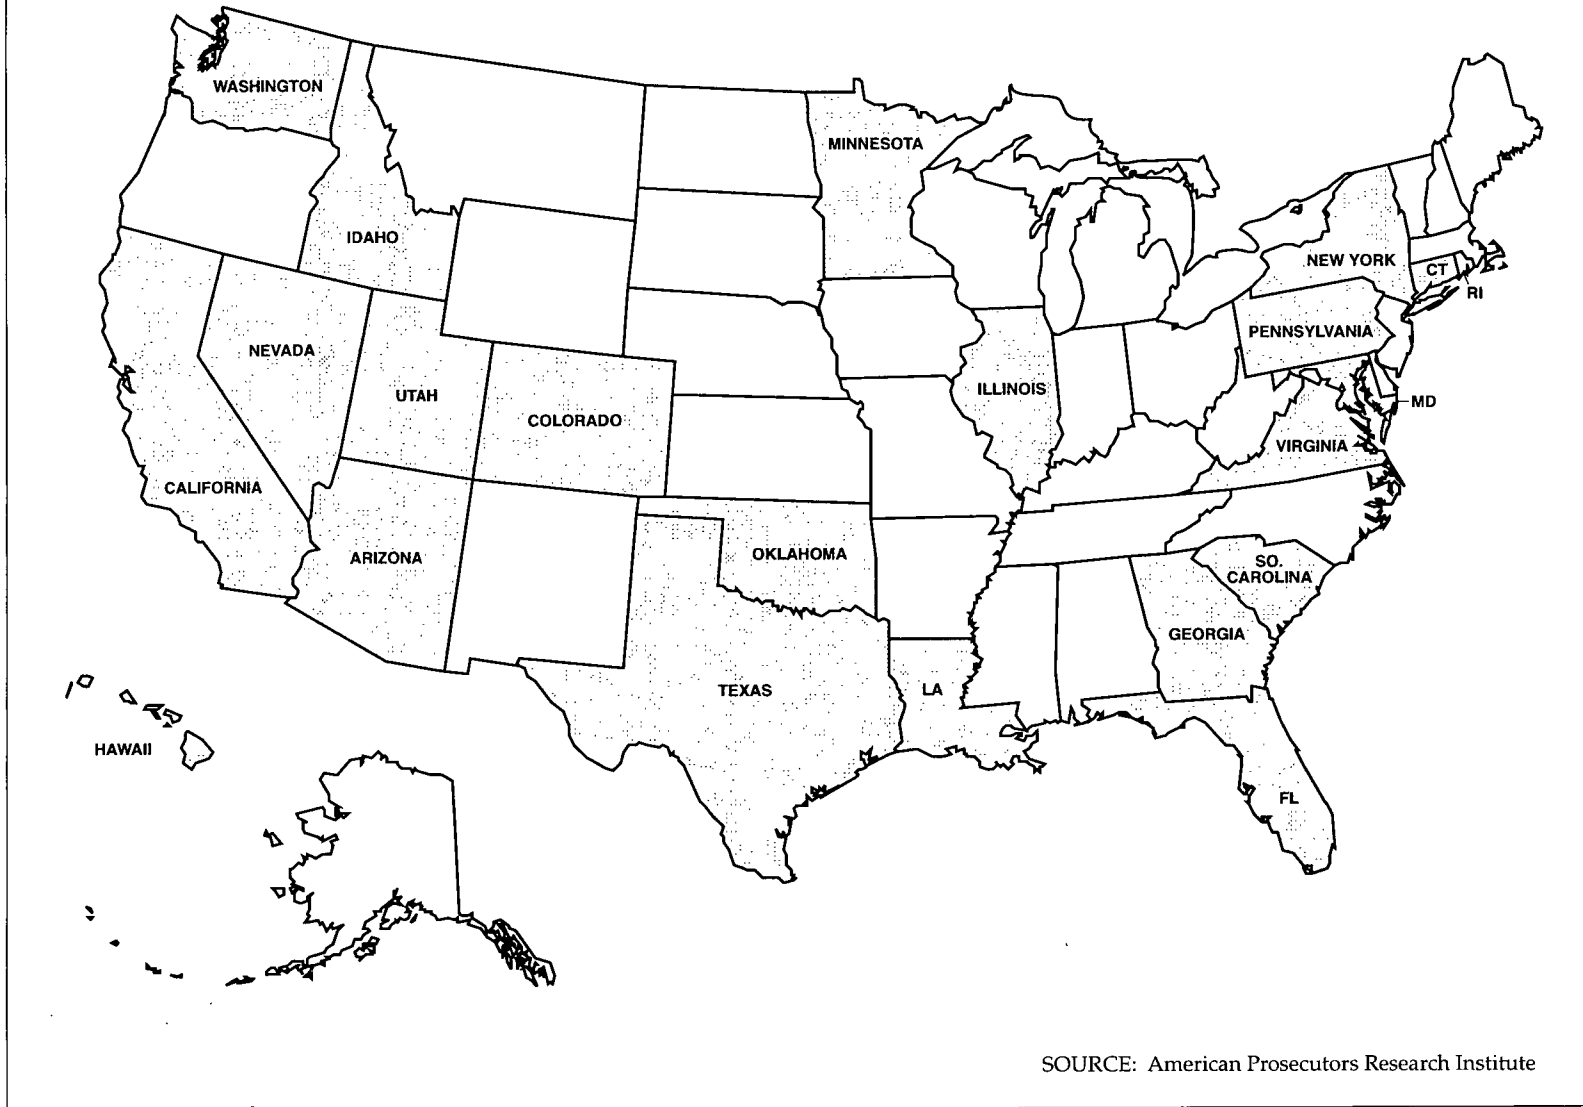 WASHINGTON
MINNESOTA
IDAHO
NEW YORK
CT
RI
PENNSYLVANIA
NEVADA
UTAH
COLORADO
ILLINOIS
MD
VIRGINIA
CALIFORNIA
ARIZONA
OKLAHOMA
SO.
CAROLINA
GEORGIA
TEXAS
LA
HAWAII
FL
SOURCE: American Prosecutors Research Institute